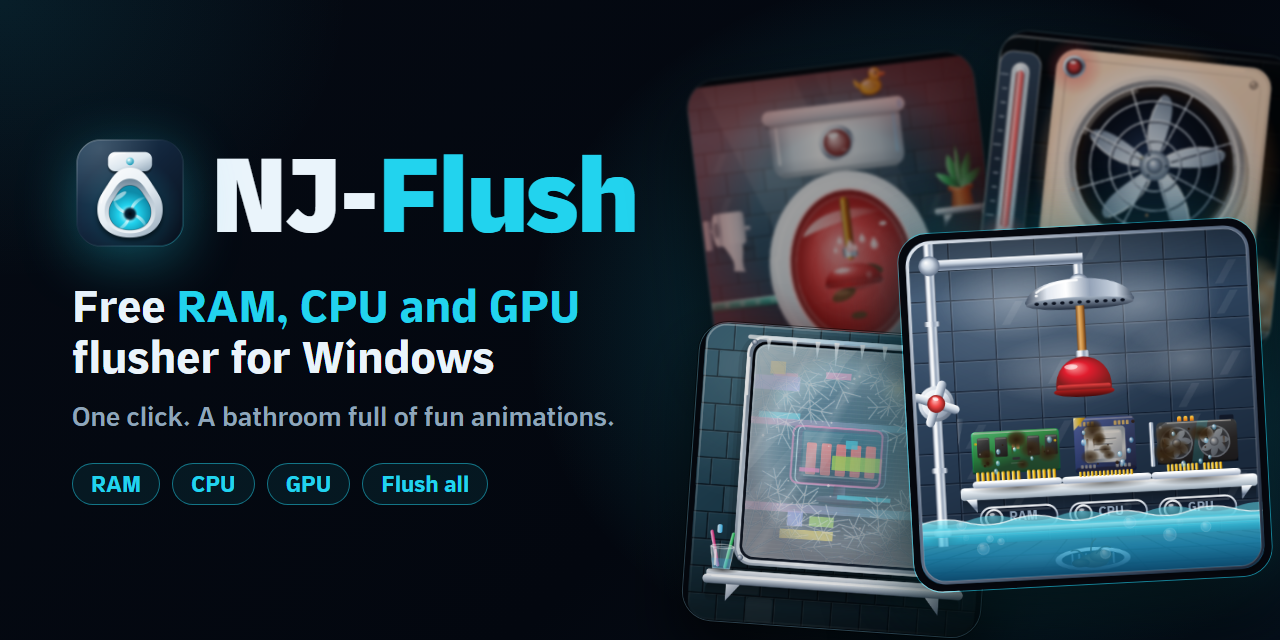 NJ-Flush
Free RAM, CPU and GPU
flusher for Windows
One click. A bathroom full of fun animations.
RAM CPU GPU Flush all
RAM CPU GPU